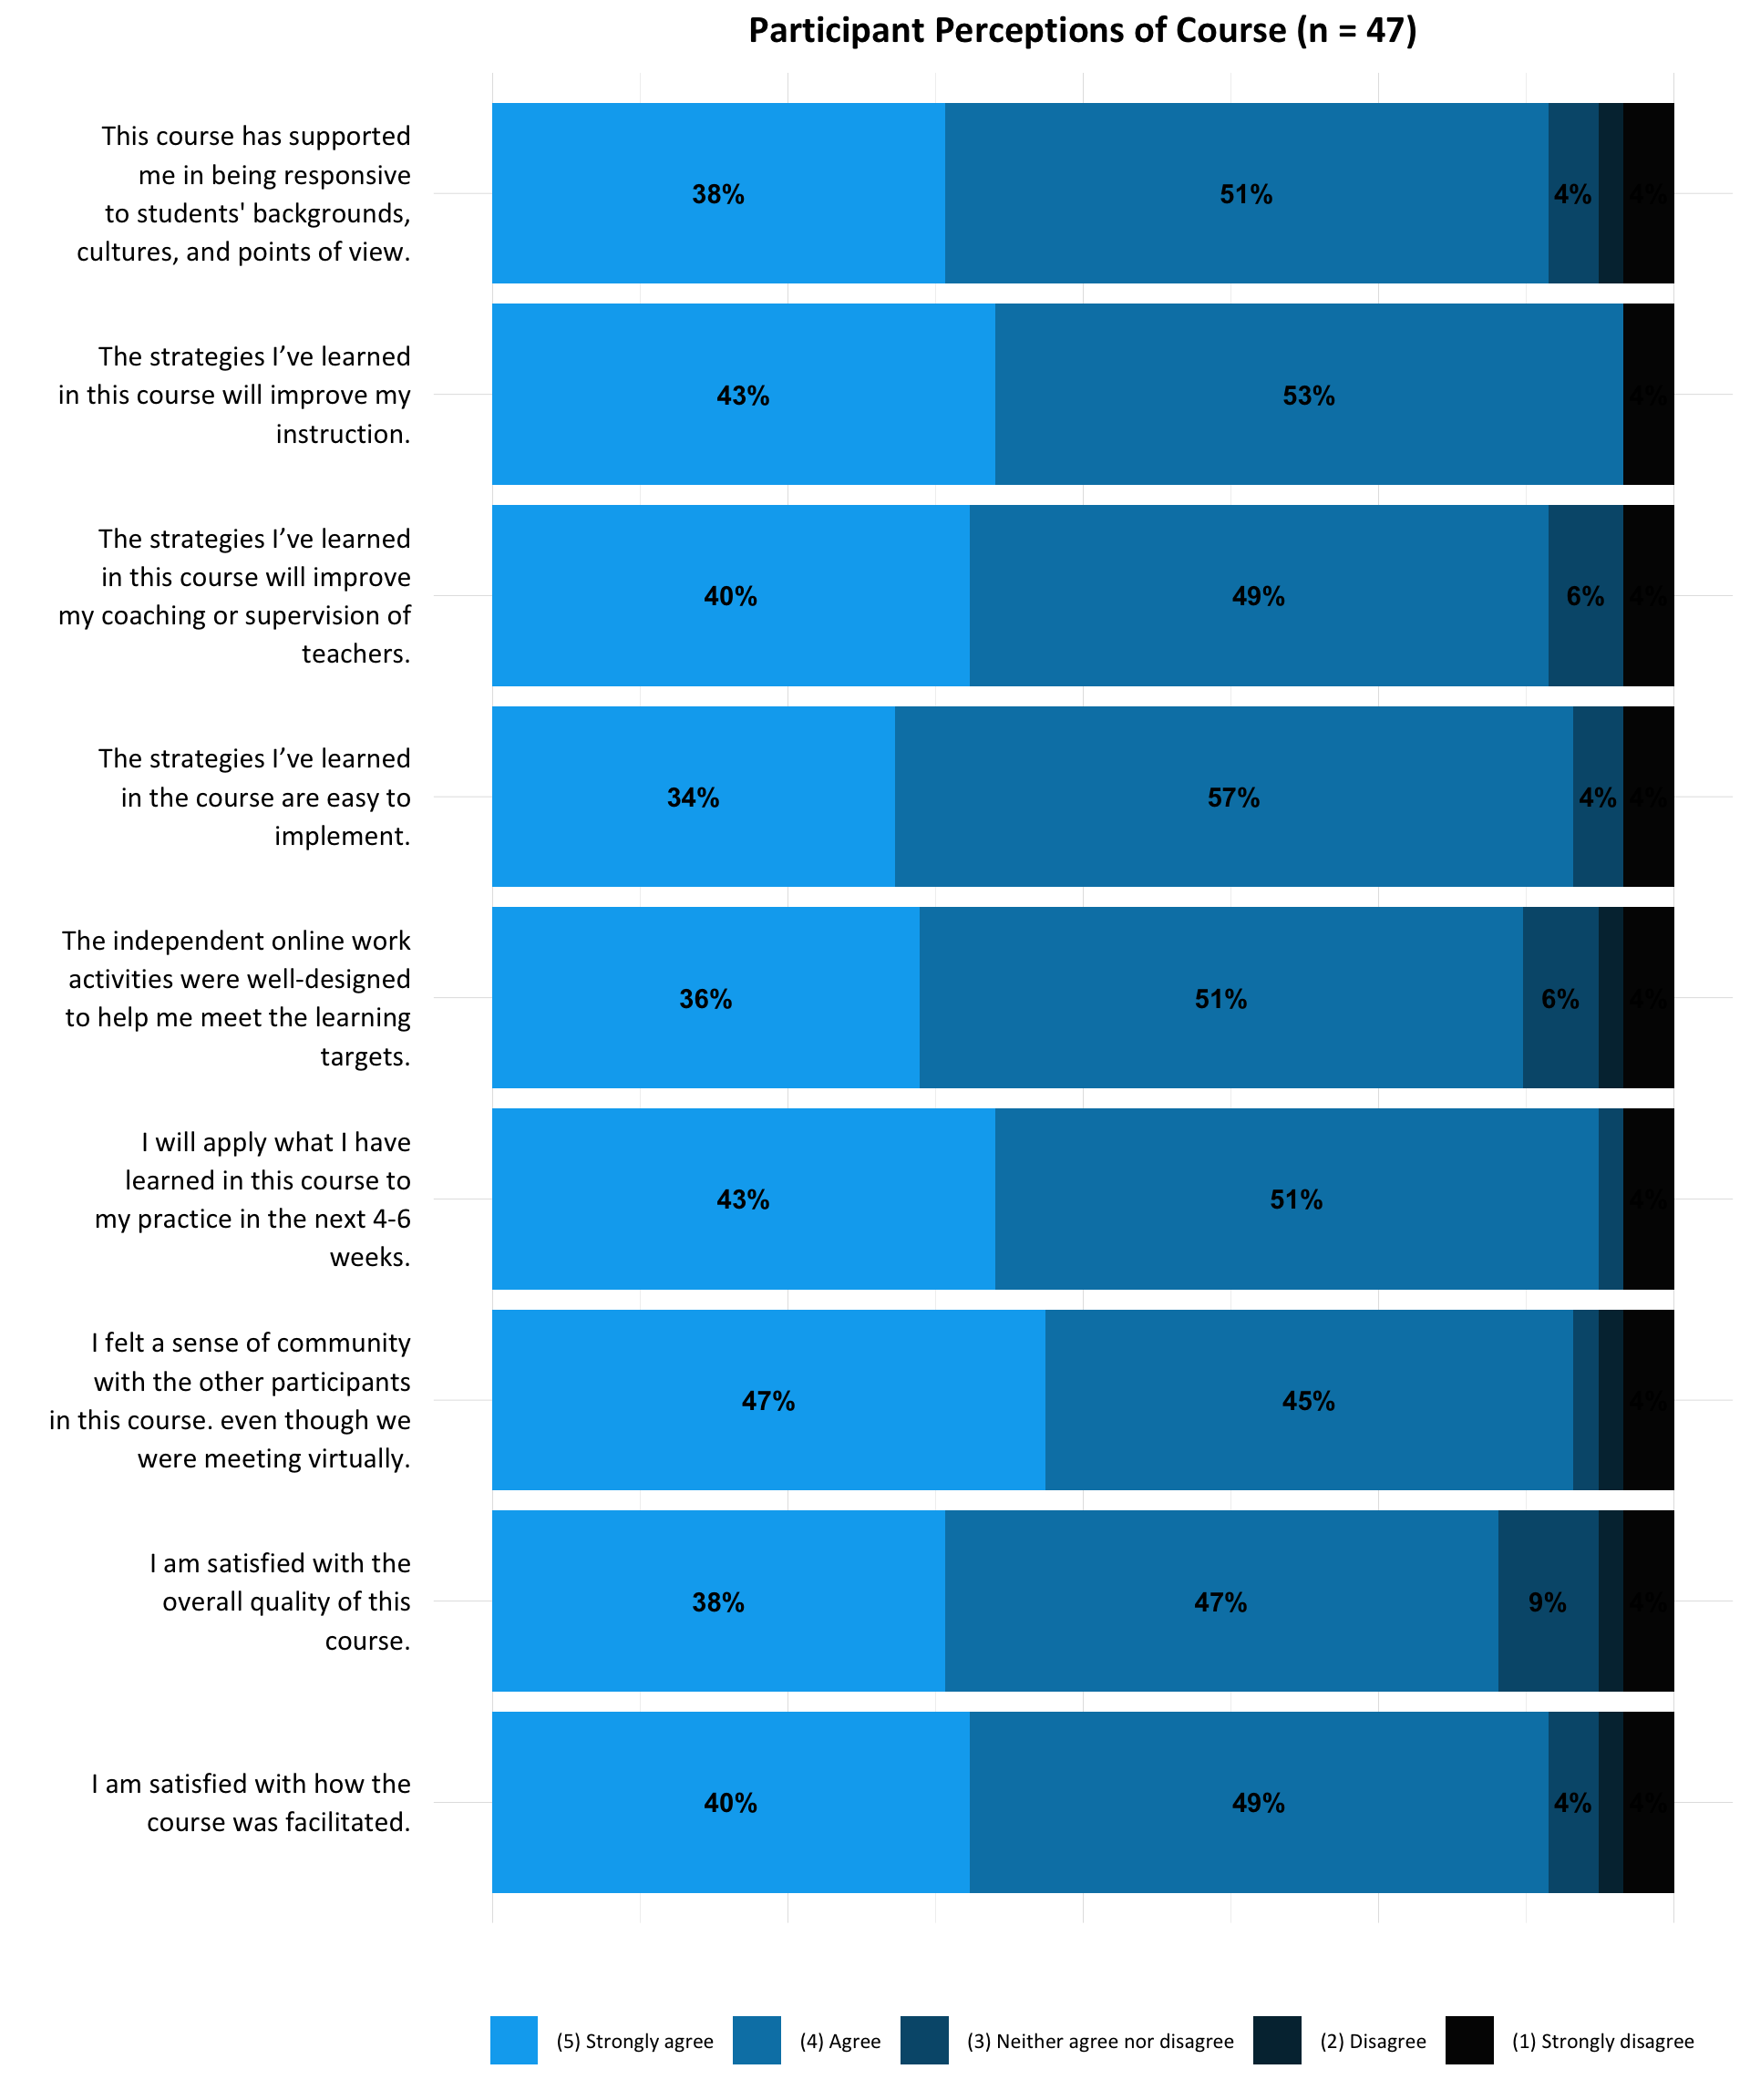 Participant Perceptions of Course (n = 47)
This course has supported
me in being responsive
to students' backgrounds,
cultures, and points of view.
38% 51% 4% 4%
The strategies I’ve learned
in this course will improve my
instruction.
43% 53% 4%
The strategies I’ve learned
in this course will improve
my coaching or supervision of
teachers.
40% 49% 6% 4%
The strategies I’ve learned
in the course are easy to
implement.
34% 57% 4% 4%
The independent online work
activities were well-designed
to help me meet the learning
targets.
36% 51% 6% 4%
I will apply what I have
learned in this course to
my practice in the next 4-6
weeks.
43% 51% 4%
I felt a sense of community
with the other participants
in this course. even though we
were meeting virtually.
47% 45% 4%
I am satisfied with the
overall quality of this
course.
38% 47% 9% 4%
I am satisfied with how the
course was facilitated.
40% 49% 4% 4%
(5) Strongly agree (4) Agree (3) Neither agree nor disagree (2) Disagree (1) Strongly disagree